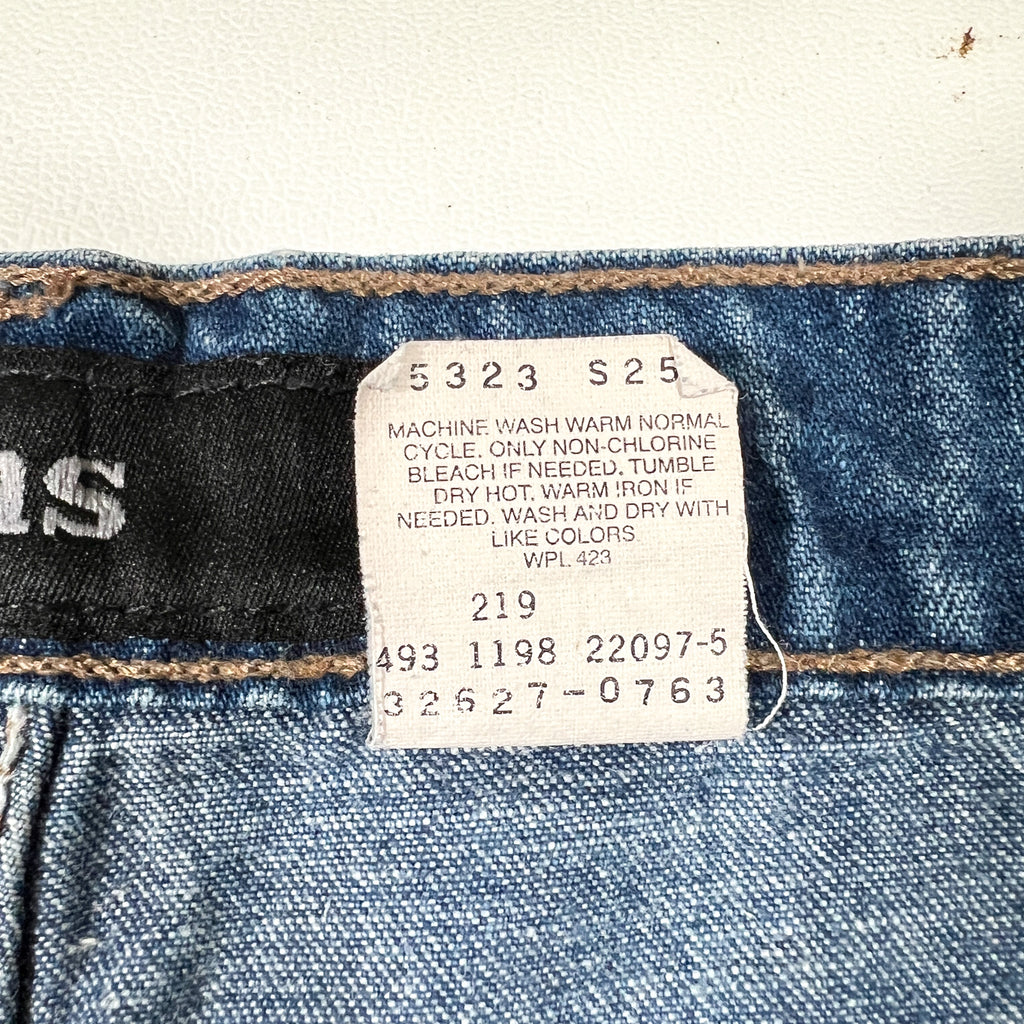 5323 S25
MACHINE WASH WARM NORMAL
CYCLE. ONLY NON-CHLORINE
BLEACH IF NEEDED. TUMBLE
DRY HOT. WARM IRON IF
NEEDED. WASH AND DRY WITH
LIKE COLORS
WPL 423
219
493 1198 22097-5
32627-0763